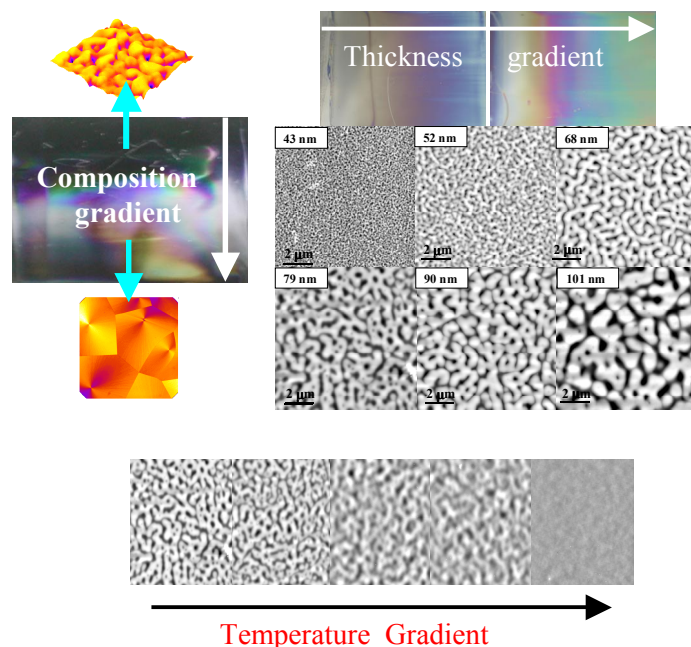 Thickness gradient
Composition
gradient
43 nm
52 nm
68 nm
2 μm
2 μm
2 μm
79 nm
90 nm
101 nm
2 μm
2 μm
2 μm
Temperature Gradient